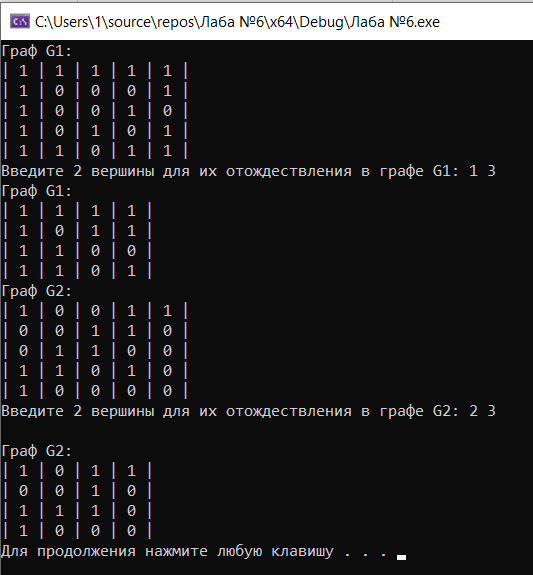 C:\Users\1\source\repos\Лаба №6\x64\Debug\Лаба №6.exe
Граф G1:
| 1 | 1 | 1 | 1 | 1 |
| 1 | 0 | 0 | 0 | 1 |
| 1 | 0 | 0 | 1 | 0 |
| 1 | 0 | 1 | 0 | 1 |
| 1 | 1 | 0 | 1 | 1 |
Введите 2 вершины для их отождествления в графе G1: 1 3
Граф G1:
| 1 | 1 | 1 | 1 |
| 1 | 0 | 1 | 1 |
| 1 | 1 | 0 | 0 |
| 1 | 1 | 0 | 1 |
Граф G2:
| 1 | 0 | 0 | 1 | 1 |
| 0 | 0 | 1 | 1 | 0 |
| 0 | 1 | 1 | 0 | 0 |
| 1 | 1 | 0 | 1 | 0 |
| 1 | 0 | 0 | 0 | 0 |
Введите 2 вершины для их отождествления в графе G2: 2 3
Граф G2:
| 1 | 0 | 1 | 1 |
| 0 | 0 | 1 | 0 |
| 1 | 1 | 1 | 0 |
| 1 | 0 | 0 | 0 |
Для продолжения нажмите любую клавишу . . .